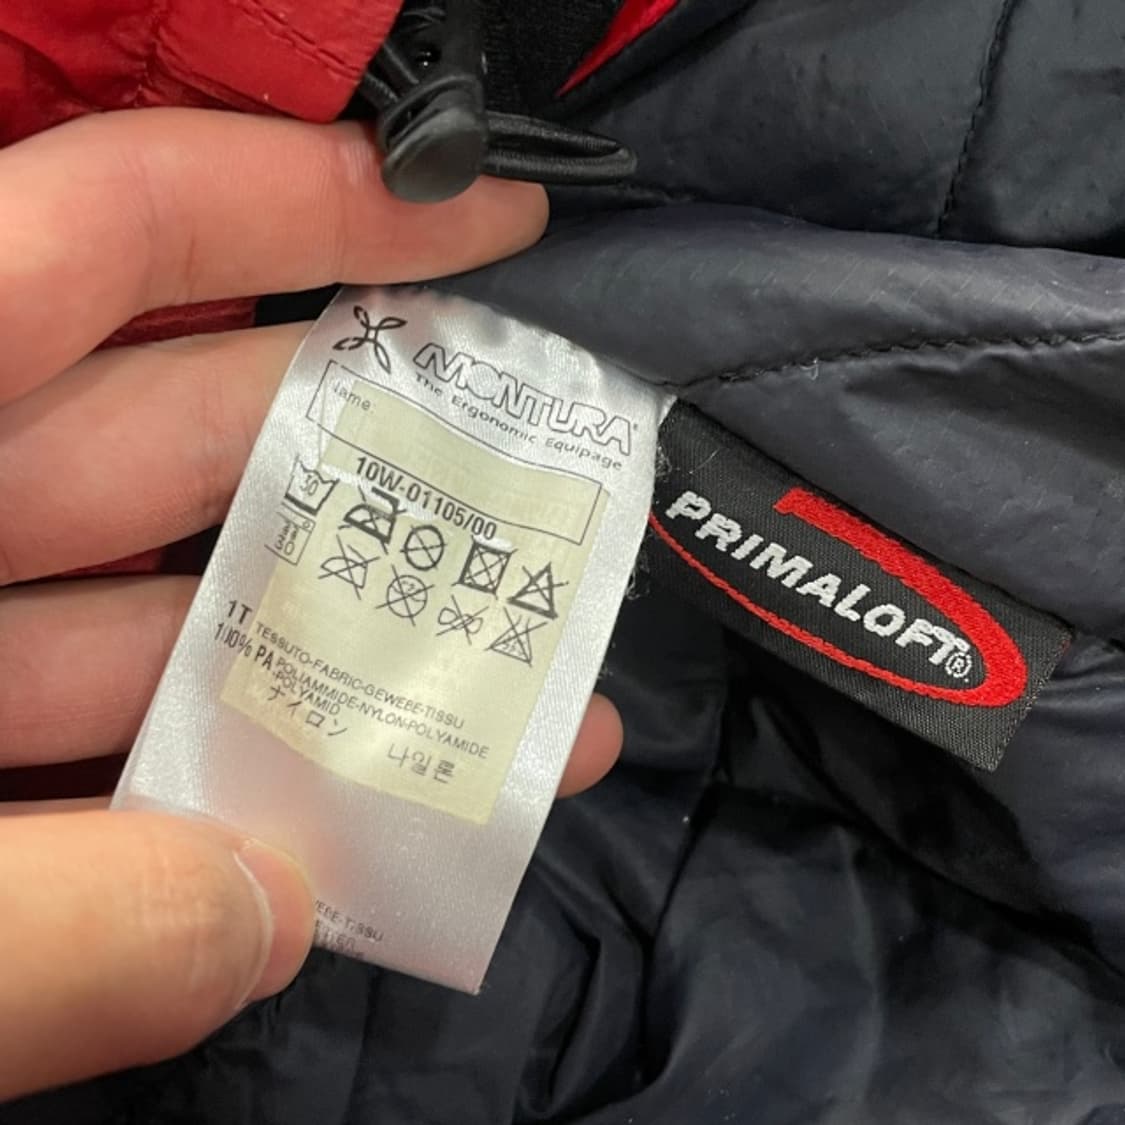 MONTURA
The Ergonomic Equipage
Name:
10W-01105/00
30
30
1T TESSUTO-FABRIC-GEWEBE-TISSU
100% PA POLIAMMIDE-NYLON-POLYAMIDE
-POLYAMID
ナイロン 나일론
PRIMALOFT®